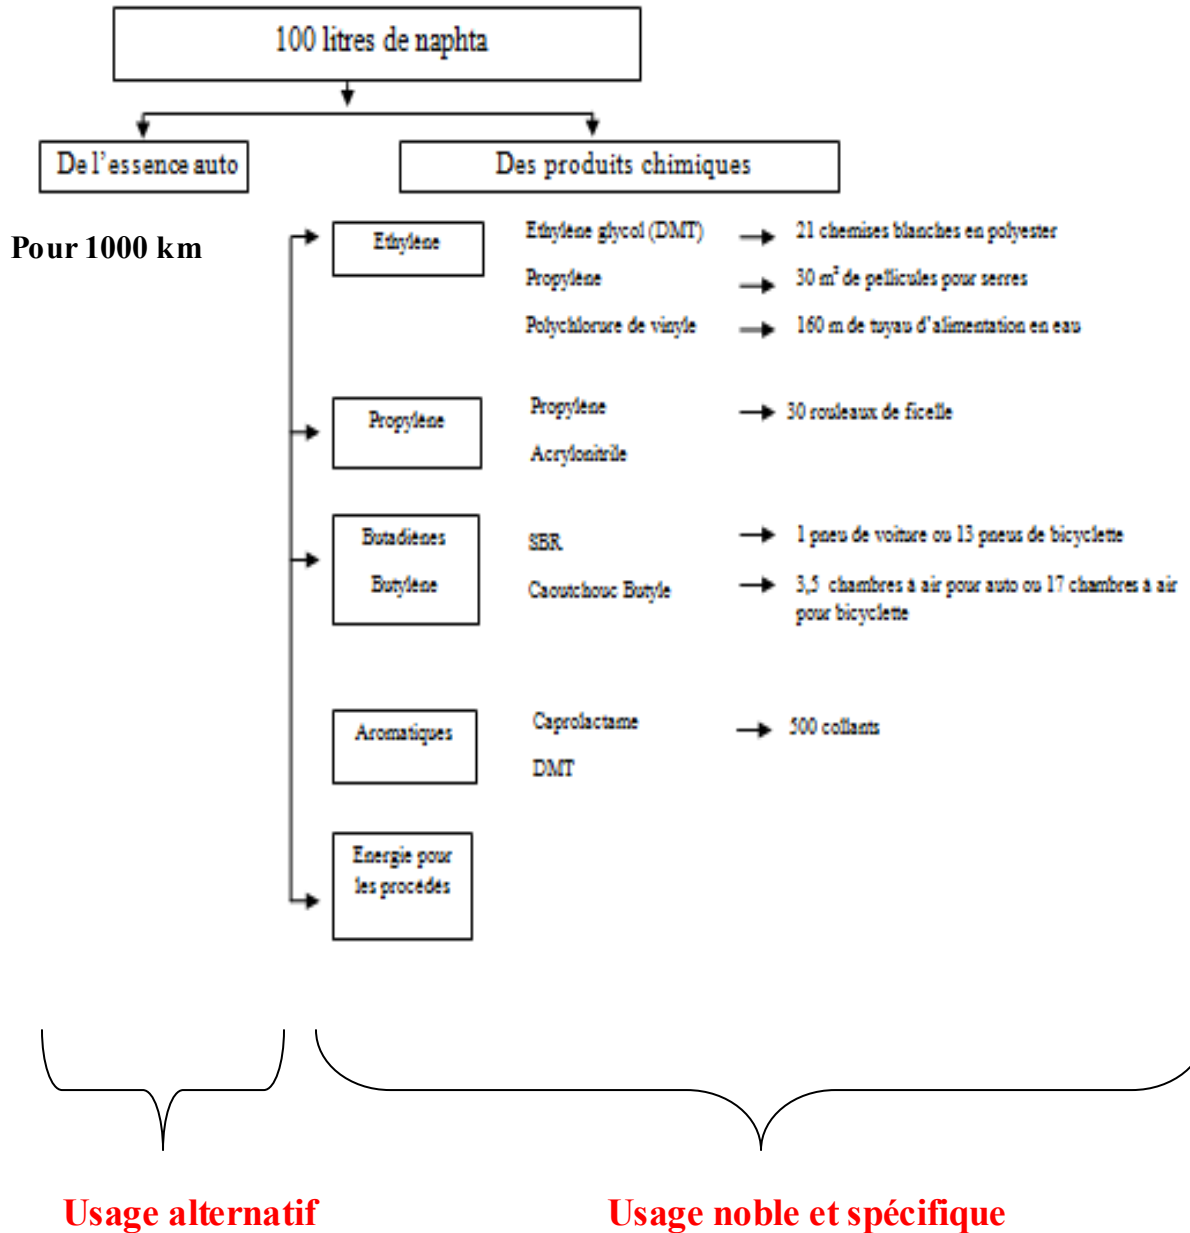 100 litres de naphta
De l'essence auto
Des produits chimiques
Pour 1000 km
Ethylène
Ethylène glycol (DMT)
21 chemises blanches en polyester
Propylène
30 m² de pellicules pour serres
Polychlorure de vinyle
160 m de tuyau d'alimentation en eau
Propylène
Propylène
30 rouleaux de ficelle
Acrylonitrile
Butadiènes
Butylène
SBR
1 pneu de voiture ou 13 pneus de bicyclette
Caoutchouc Butyle
3,5 chambres à air pour auto ou 17 chambres à air
pour bicyclette
Aromatiques
Caprolactame
500 collants
DMT
Energie pour
les procédés
Usage alternatif
Usage noble et spécifique